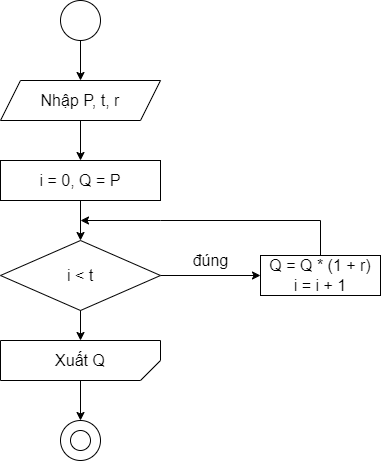 Nhập P, t, r
i = 0, Q = P
i < t
đúng
Q = Q * (1 + r)
i = i + 1
Xuất Q